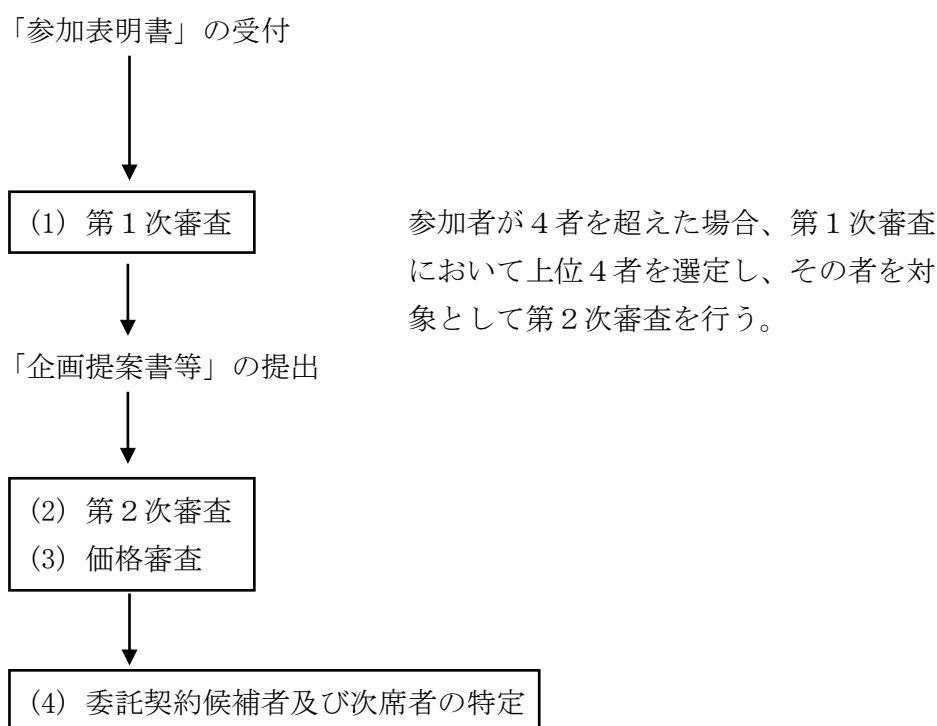 「参加表明書」の受付
(1) 第１次審査
参加者が４者を超えた場合、第１次審査
において上位４者を選定し、その者を対
象として第２次審査を行う。
「企画提案書等」の提出
(2) 第２次審査
(3) 価格審査
(4) 委託契約候補者及び次席者の特定